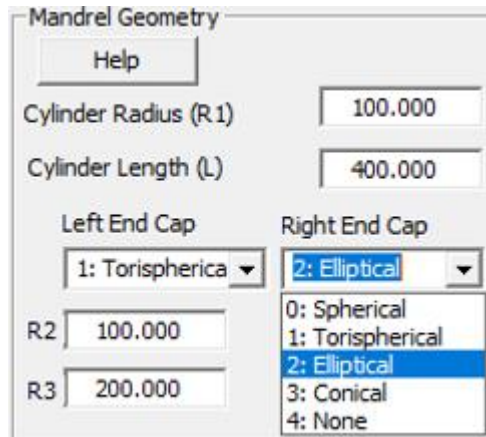 Mandrel Geometry
Help
Cylinder Radius (R1) 100.000
Cylinder Length (L) 400.000
Left End Cap Right End Cap
1: Torispherica 2: Elliptical
0: Spherical
1: Torispherical
2: Elliptical
3: Conical
4: None
R2 100.000
R3 200.000